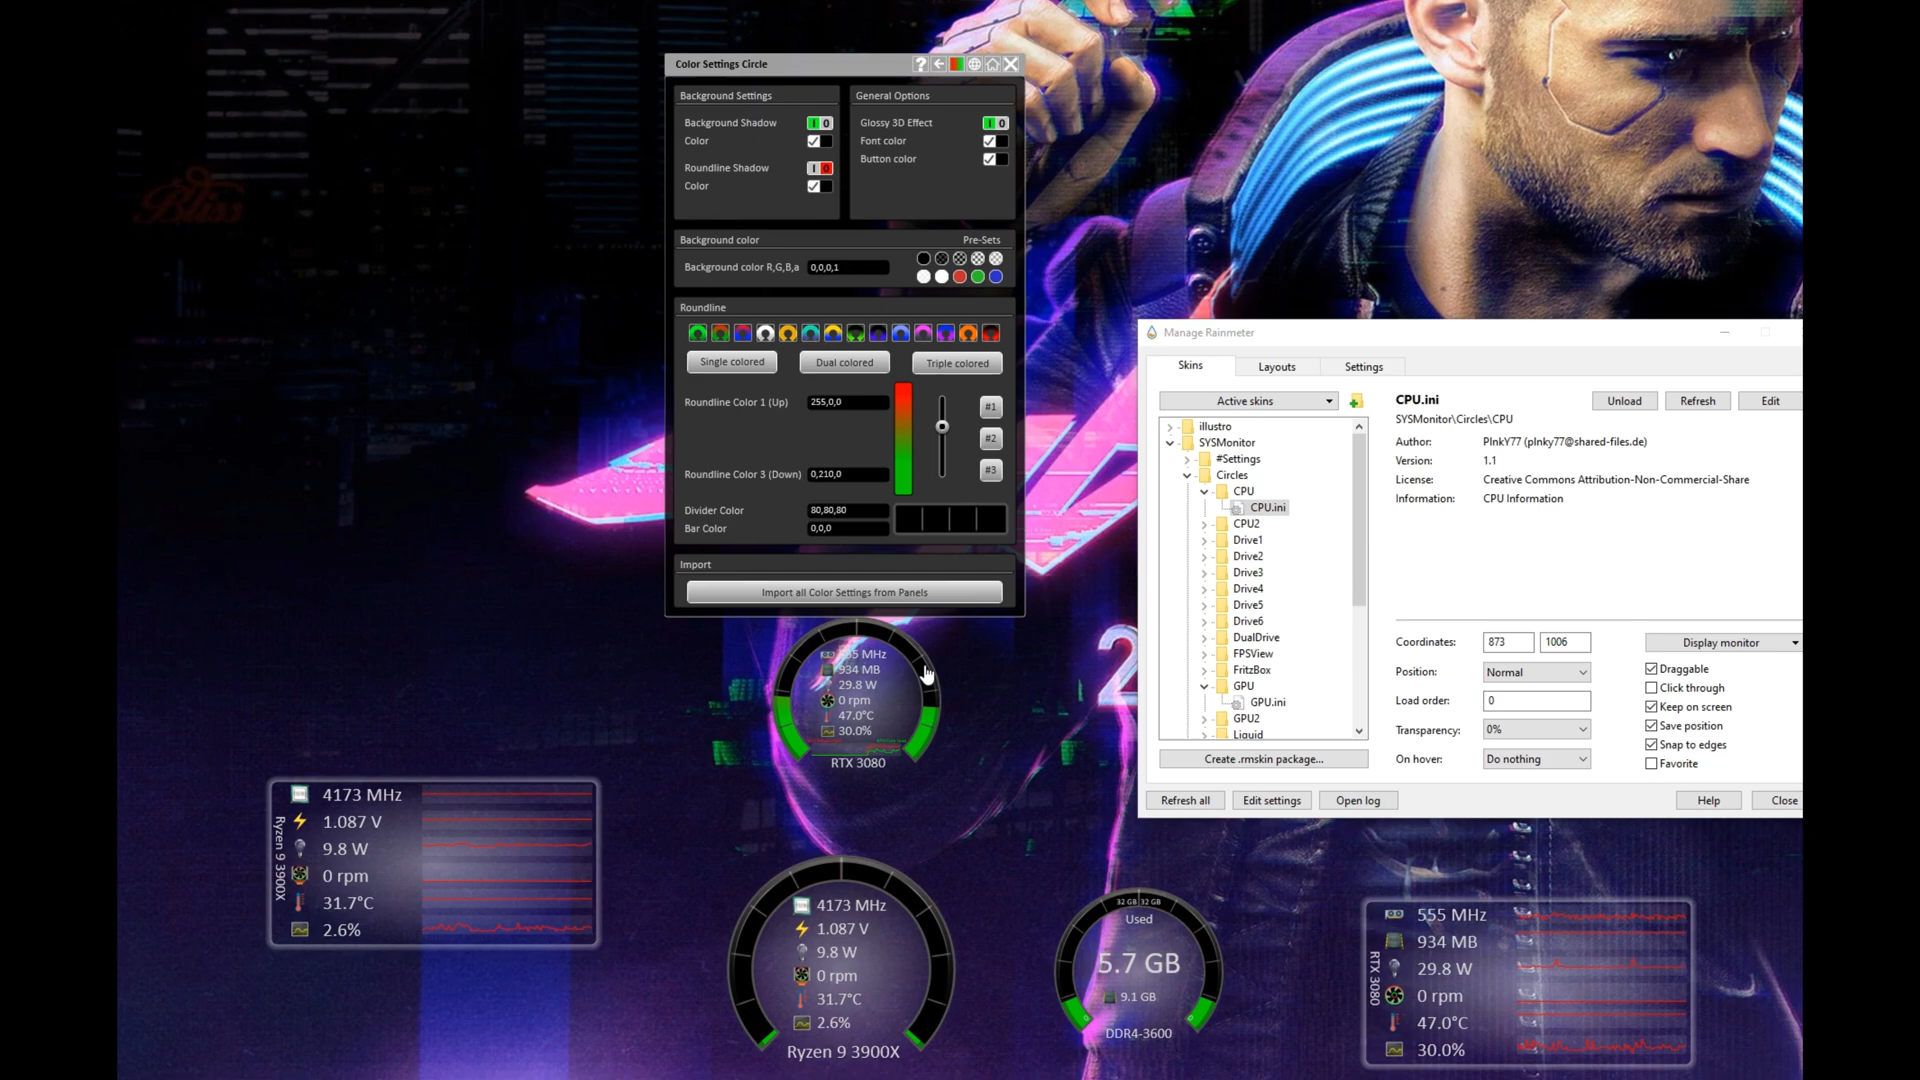 Bliss
Color Settings Circle
?
Background Settings
Background Shadow
I 0
Color
Roundline Shadow
I 0
Color
General Options
Glossy 3D Effect
I 0
Font color
Button color
Background color
Pre-Sets
Background color R,G,B,a
0,0,0,1
Roundline
Single colored
Dual colored
Triple colored
Roundline Color 1 (Up)
255,0,0
#1
#2
Roundline Color 3 (Down)
0,210,0
#3
Divider Color
80,80,80
Bar Color
0,0,0
Import
Import all Color Settings from Panels
934 MB
29.8 W
0 rpm
47.0°C
30.0%
RTX 3080
Manage Rainmeter
Skins
Layouts
Settings
Active skins
illustro
SYSMonitor
#Settings
Circles
CPU
CPU.ini
CPU2
Drive1
Drive2
Drive3
Drive4
Drive5
Drive6
DualDrive
FPSView
FritzBox
GPU
GPU.ini
GPU2
Liquid
Create .rmskin package...
CPU.ini
Unload
Refresh
Edit
SYSMonitor\Circles\CPU
Author:
PlnkY77 (plnky77@shared-files.de)
Version:
1.1
License:
Creative Commons Attribution-Non-Commercial-Share
Information:
CPU Information
Coordinates:
873
1006
Display monitor
Position:
Normal
Draggable
Click through
Load order:
0
Keep on screen
Transparency:
0%
Save position
Snap to edges
On hover:
Do nothing
Favorite
Refresh all
Edit settings
Open log
Help
Close
2
Ryzen 9 3900X
4173 MHz
1.087 V
9.8 W
0 rpm
31.7°C
2.6%
4173 MHz
1.087 V
9.8 W
0 rpm
31.7°C
2.6%
Ryzen 9 3900X
32 GB 32 GB
Used
5.7 GB
9.1 GB
DDR4-3600
RTX 3080
555 MHz
934 MB
29.8 W
0 rpm
47.0°C
30.0%